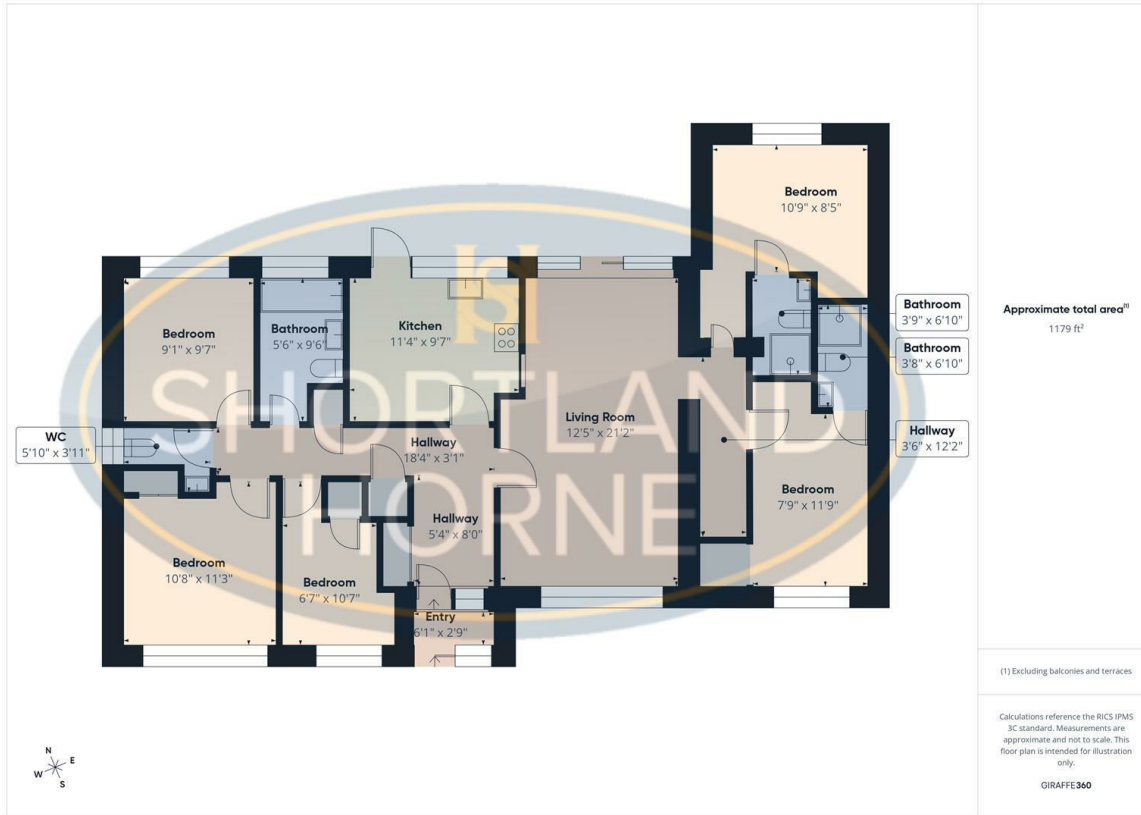 Bedroom
10'9" x 8'5"
Bathroom
3'9" x 6'10"
Bathroom
3'8" x 6'10"
Bedroom
9'1" x 9'7"
Bathroom
5'6" x 9'6"
Kitchen
11'4" x 9'7"
Living Room
12'5" x 21'2"
WC
5'10" x 3'11"
Hallway
18'4" x 3'1"
Hallway
3'6" x 12'2"
Bedroom
7'9" x 11'9"
Hallway
5'4" x 8'0"
Bedroom
10'8" x 11'3"
Bedroom
6'7" x 10'7"
Entry
6'1" x 2'9"
SH
SHORTLAND
HORNE
N
E
W
S
Approximate total area(1)
1179 ft²
(1) Excluding balconies and terraces
Calculations reference the RICS IPMS
3C standard. Measurements are
approximate and not to scale. This
floor plan is intended for illustration
only.
GIRAFFE360